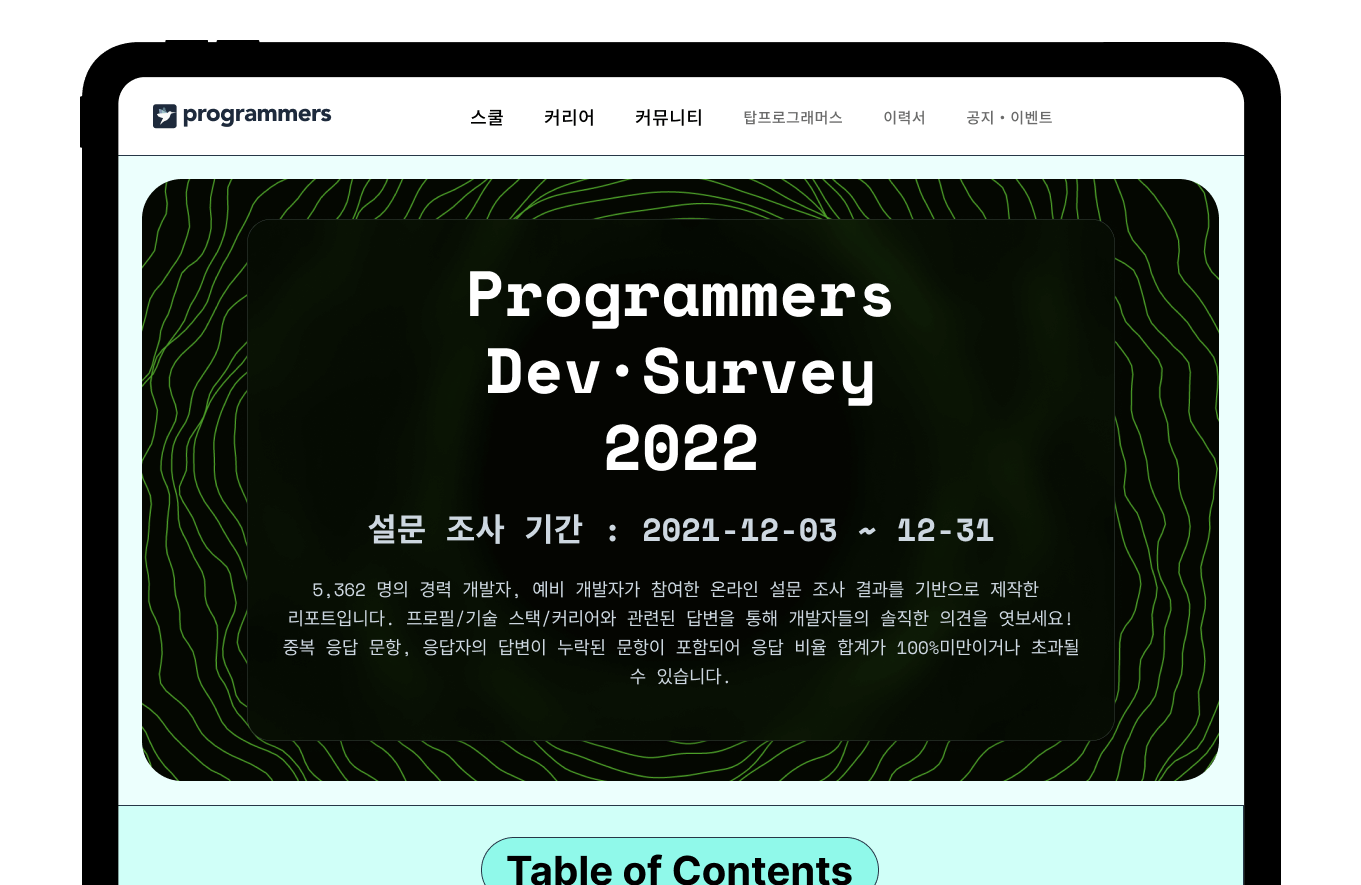 programmers 스쿨 커리어 커뮤니티 탑프로그래머스 이력서 공지 • 이벤트
Programmers
Dev·Survey
2022
설문 조사 기간 : 2021-12-03 ~ 12-31
5,362 명의 경력 개발자, 예비 개발자가 참여한 온라인 설문 조사 결과를 기반으로 제작한
리포트입니다. 프로필/기술 스택/커리어와 관련된 답변을 통해 개발자들의 솔직한 의견을 엿보세요!
중복 응답 문항, 응답자의 답변이 누락된 문항이 포함되어 응답 비율 합계가 100%미만이거나 초과될
수 있습니다.
Table of Contents